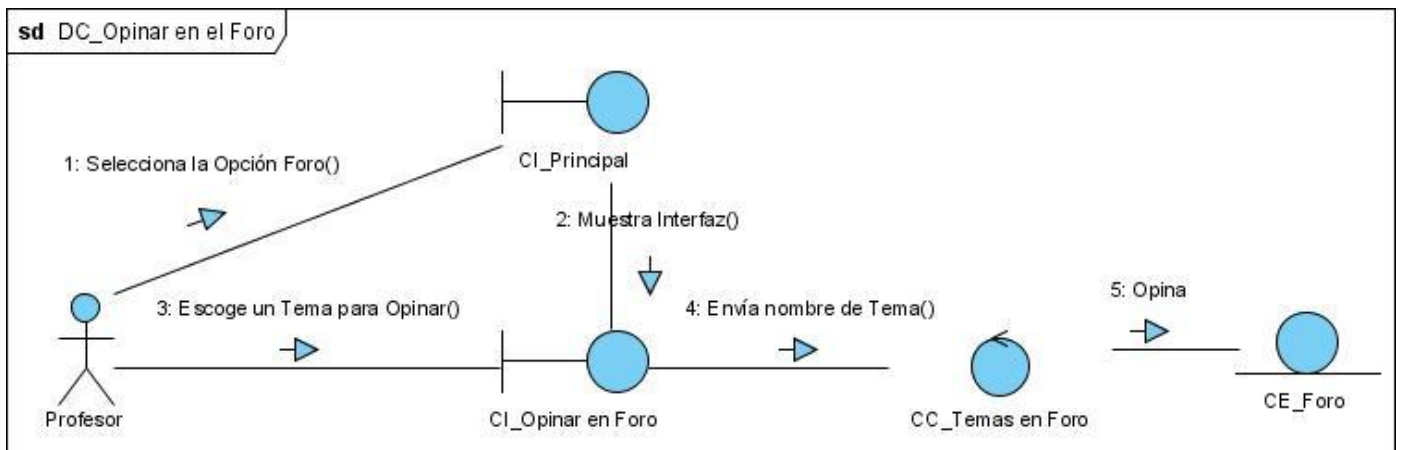 sd DC_Opinar en el Foro
1: Selecciona la Opción Foro()
CI_Principal
2: Muestra Interfaz()
3: Escoge un Tema para Opinar()
4: Envía nombre de Tema()
5: Opina
Profesor
CI_Opinar en Foro
CC_Temas en Foro
CE_Foro